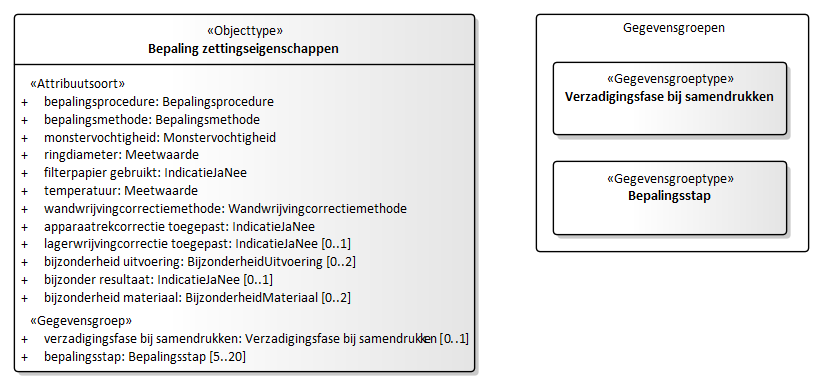 «Objecttype»
Bepaling zettingseigenschappen
«Attribuutsoort»
+ bepalingsprocedure: Bepalingsprocedure
+ bepalingsmethode: Bepalingsmethode
+ monstervochtigheid: Monstervochtigheid
+ ringdiameter: Meetwaarde
+ filterpapier gebruikt: IndicatieJaNee
+ temperatuur: Meetwaarde
+ wandwrijvingcorrectiemethode: Wandwrijvingcorrectiemethode
+ apparaatrekcorrectie toegepast: IndicatieJaNee
+ lagerwrijvingcorrectie toegepast: IndicatieJaNee [0..1]
+ bijzonderheid uitvoering: BijzonderheidUitvoering [0..2]
+ bijzonder resultaat: IndicatieJaNee [0..1]
+ bijzonderheid materiaal: BijzonderheidMateriaal [0..2]
«Gegevensgroep»
+ verzadigingsfase bij samendrukken: Verzadigingsfase bij samendrukken [0..1]
+ bepalingsstap: Bepalingsstap [5..20]
Gegevensgroepen
«Gegevensgroeptype»
Verzadigingsfase bij samendrukken
«Gegevensgroeptype»
Bepalingsstap